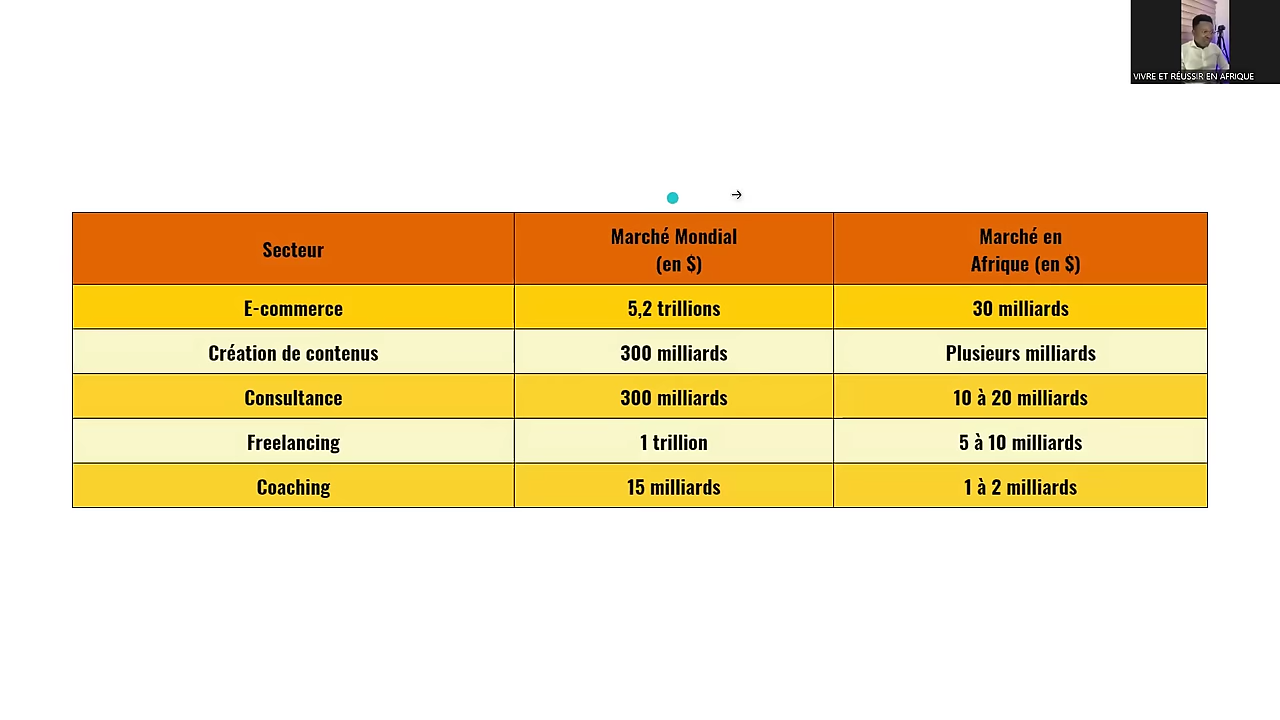 VIVRE ET RÉUSSIR EN AFRIQUE
Secteur
Marché Mondial
(en $)
Marché en
Afrique (en $)
E-commerce
5,2 trillions
30 milliards
Création de contenus
300 milliards
Plusieurs milliards
Consultance
300 milliards
10 à 20 milliards
Freelancing
1 trillion
5 à 10 milliards
Coaching
15 milliards
1 à 2 milliards